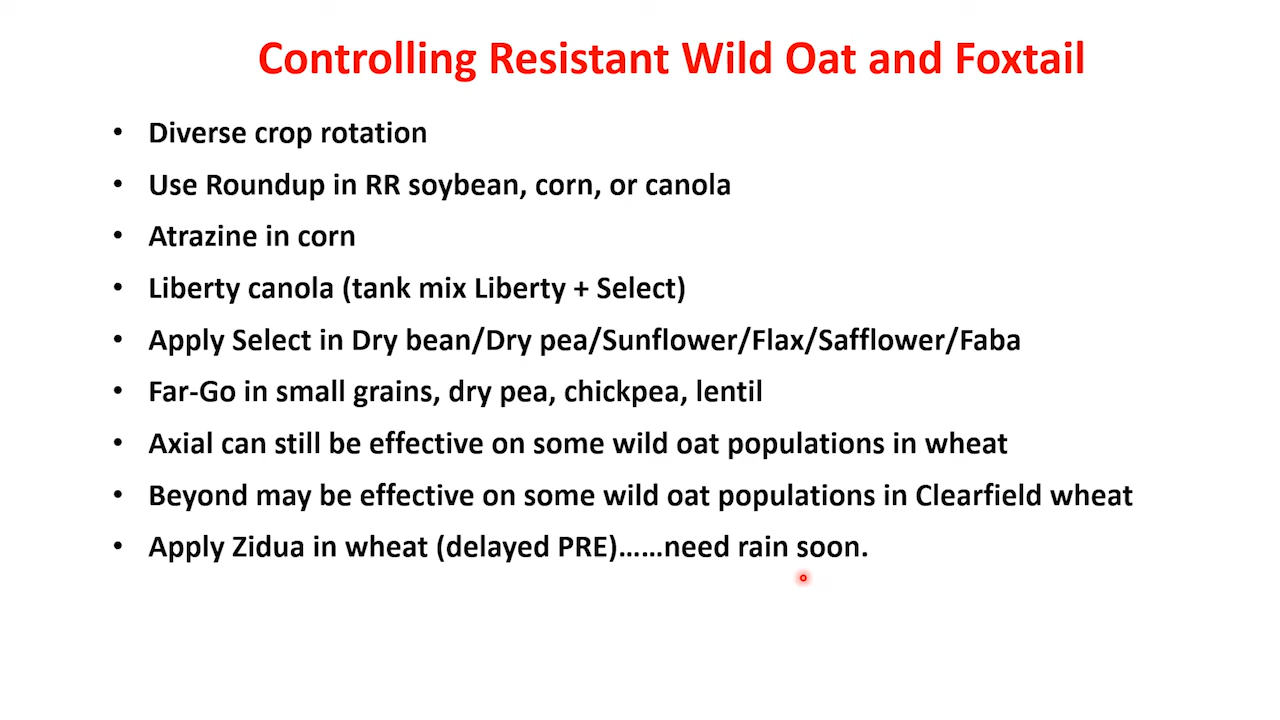 Controlling Resistant Wild Oat and Foxtail
• Diverse crop rotation
• Use Roundup in RR soybean, corn, or canola
• Atrazine in corn
• Liberty canola (tank mix Liberty + Select)
• Apply Select in Dry bean/Dry pea/Sunflower/Flax/Safflower/Faba
• Far-Go in small grains, dry pea, chickpea, lentil
• Axial can still be effective on some wild oat populations in wheat
• Beyond may be effective on some wild oat populations in Clearfield wheat
• Apply Zidua in wheat (delayed PRE)……need rain soon.